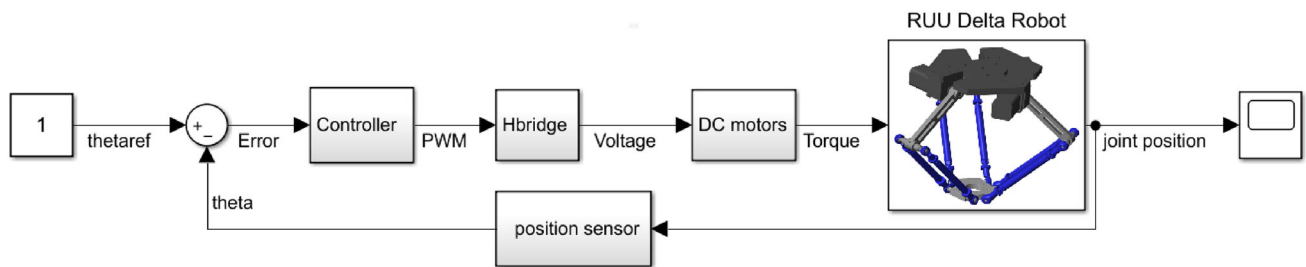 RUU Delta Robot
1
thetaref
+
_
Error
Controller
PWM
Hbridge
Voltage
DC motors
Torque
joint position
theta
position sensor